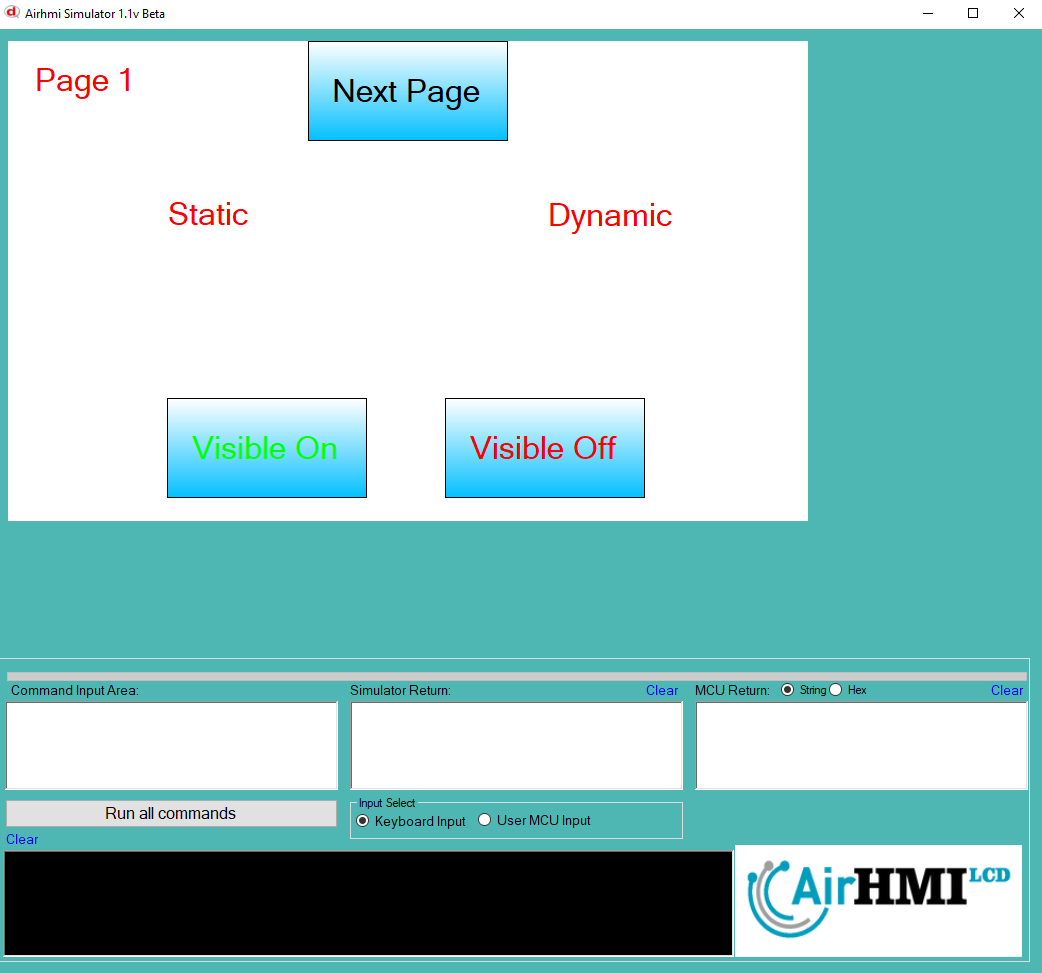 Airhmi Simulator 1.1v Beta
Page 1
Next Page
Static
Dynamic
Visible On
Visible Off
Command Input Area:
Simulator Return:
Clear
MCU Return:
String
Hex
Clear
Run all commands
Input Select
Keyboard Input
User MCU Input
Clear
AirHMI LCD